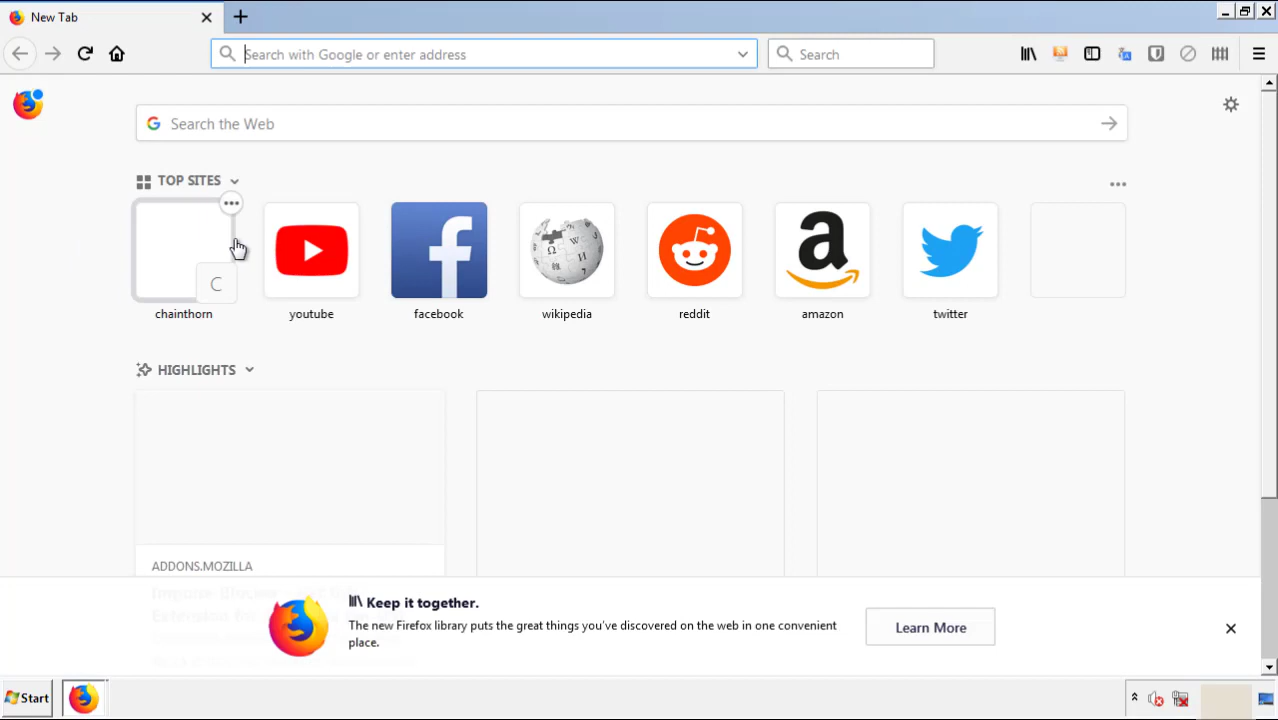 New Tab
Search with Google or enter address
Search
Search the Web
TOP SITES
C
chainthorn
youtube
facebook
wikipedia
reddit
amazon
twitter
HIGHLIGHTS
ADDONS.MOZILLA
Keep it together.
The new Firefox library puts the great things you've discovered on the web in one convenient
place.
Learn More
Start